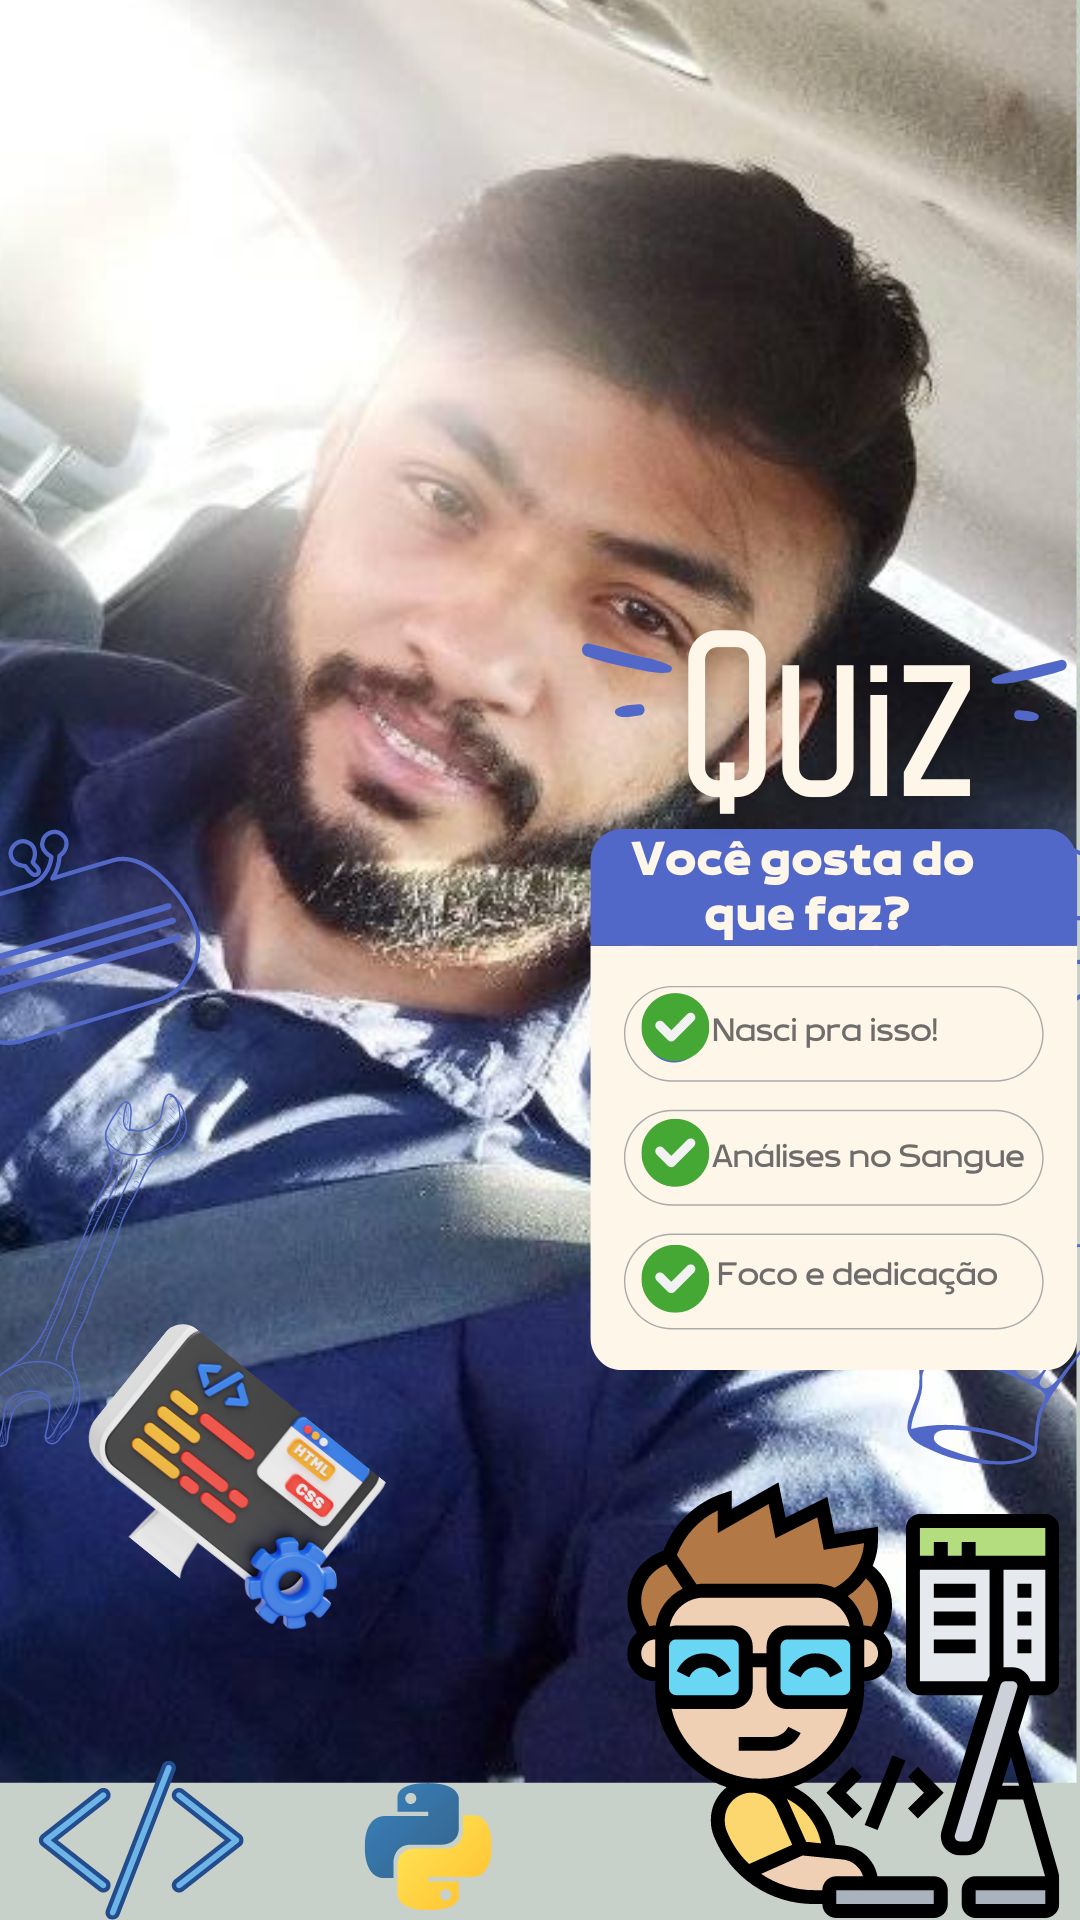 QUiZ
Você gosta do
que faz?
Nasci pra isso!
Análises no Sangue
Foco e dedicação
</>
HTML
CSS
</>
</>